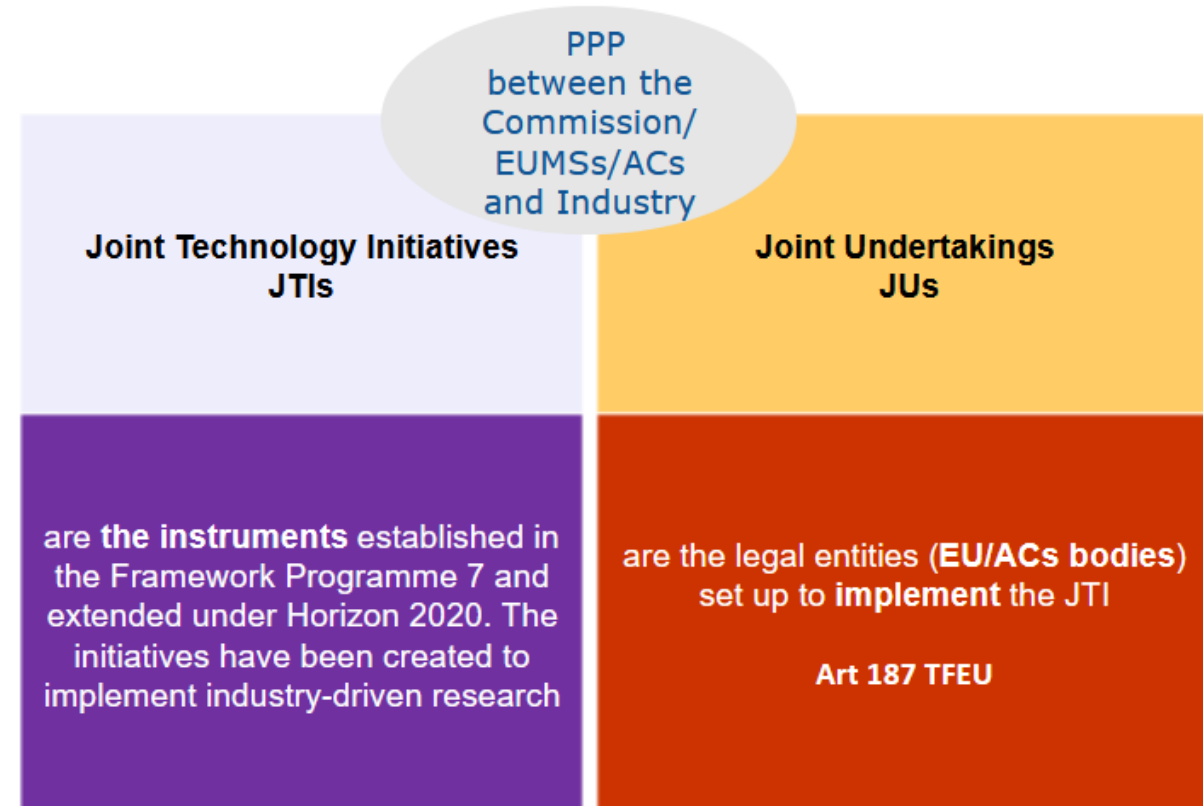 PPP
between the
Commission/
EUMSs/ACs
and Industry
Joint Technology Initiatives
JTIs
Joint Undertakings
JUs
are the instruments established in
the Framework Programme 7 and
extended under Horizon 2020. The
initiatives have been created to
implement industry-driven research
are the legal entities (EU/ACs bodies)
set up to implement the JTI
Art 187 TFEU